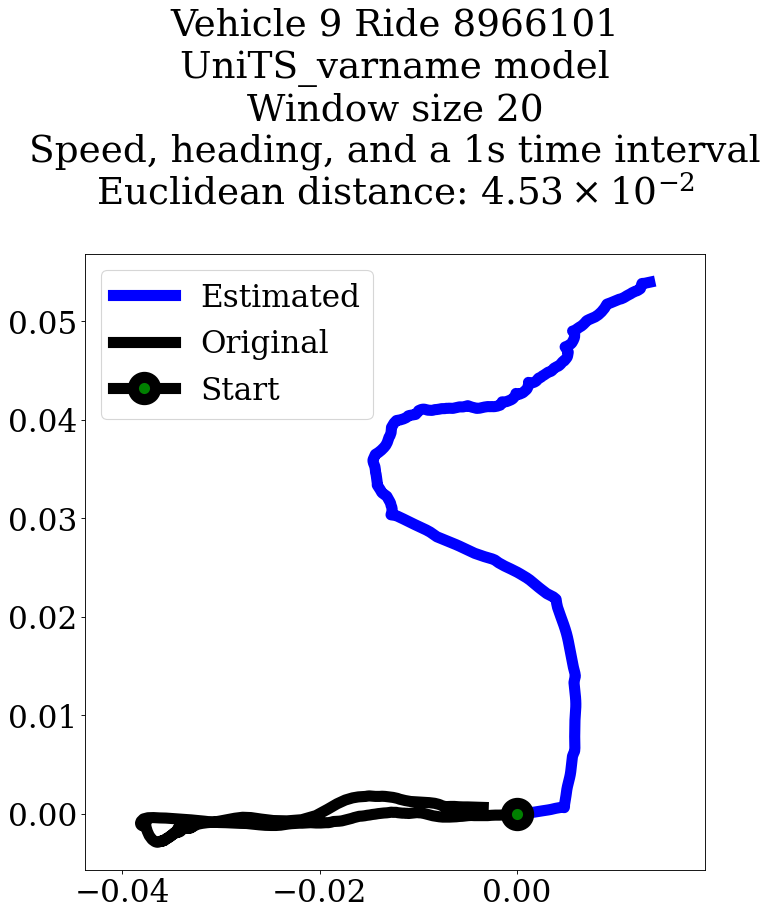 Vehicle 9 Ride 8966101
UniTS_varname model
Window size 20
Speed, heading, and a 1s time interval
Euclidean distance: 4.53 × 10⁻²
Estimated
Original
Start
0.05
0.04
0.03
0.02
0.01
0.00
−0.04
−0.02
0.00